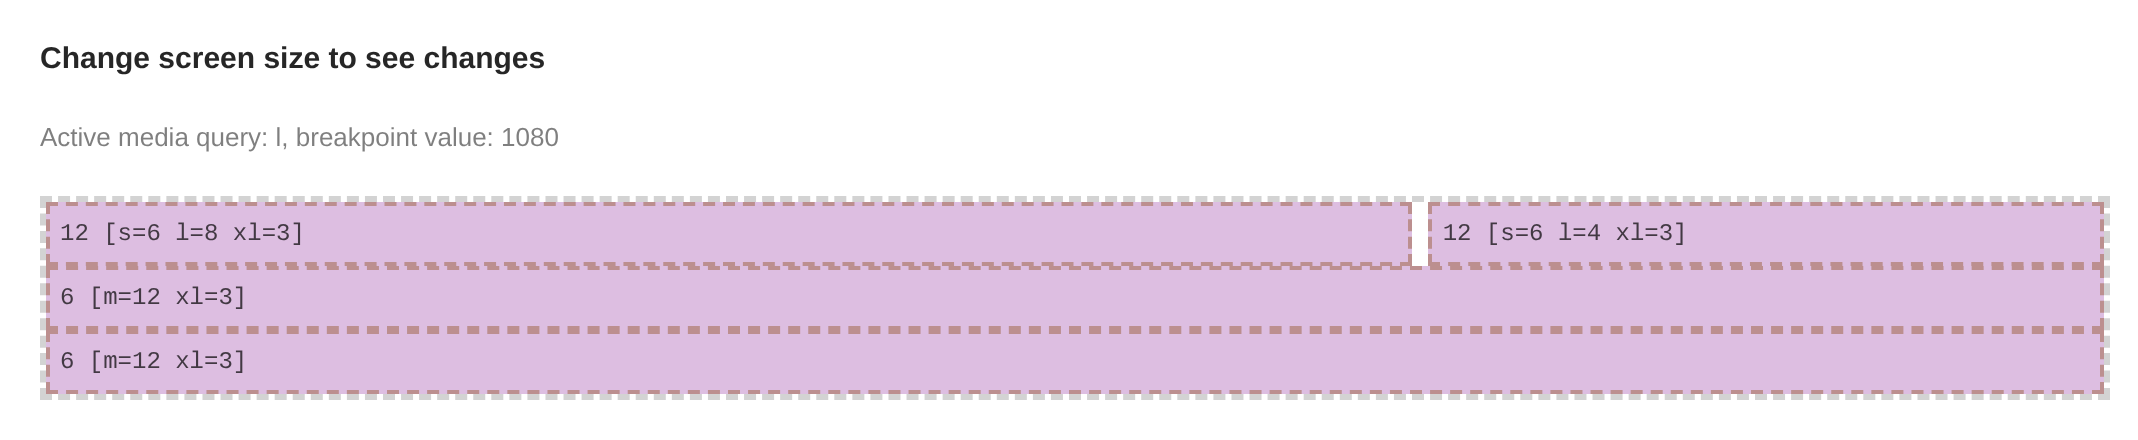 Change screen size to see changes
Active media query: l, breakpoint value: 1080
12 [s=6 l=8 xl=3]
12 [s=6 l=4 xl=3]
6 [m=12 xl=3]
6 [m=12 xl=3]